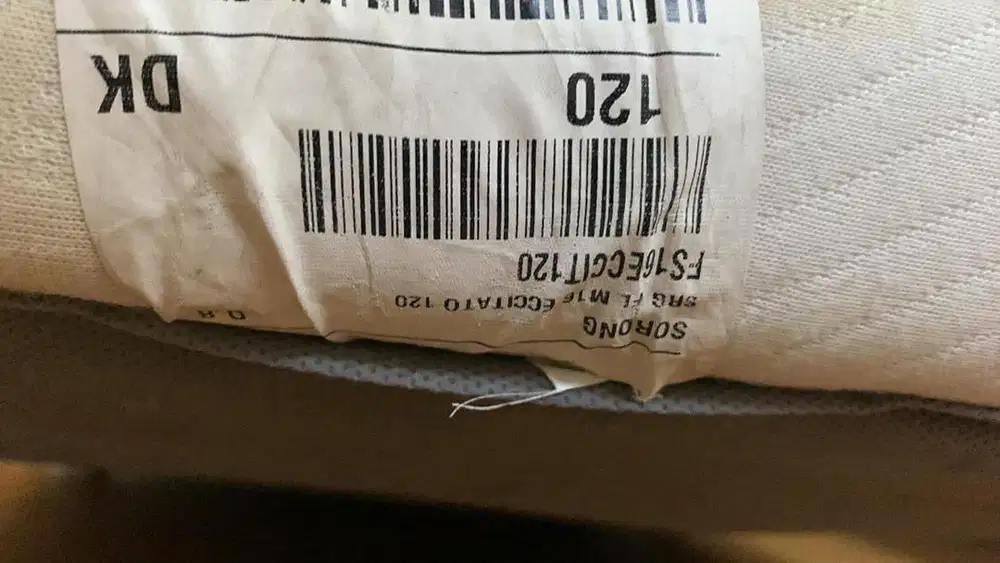 SORONG
SRG FL M16 ECCITATO 120
FS16ECCIT120
120 DK